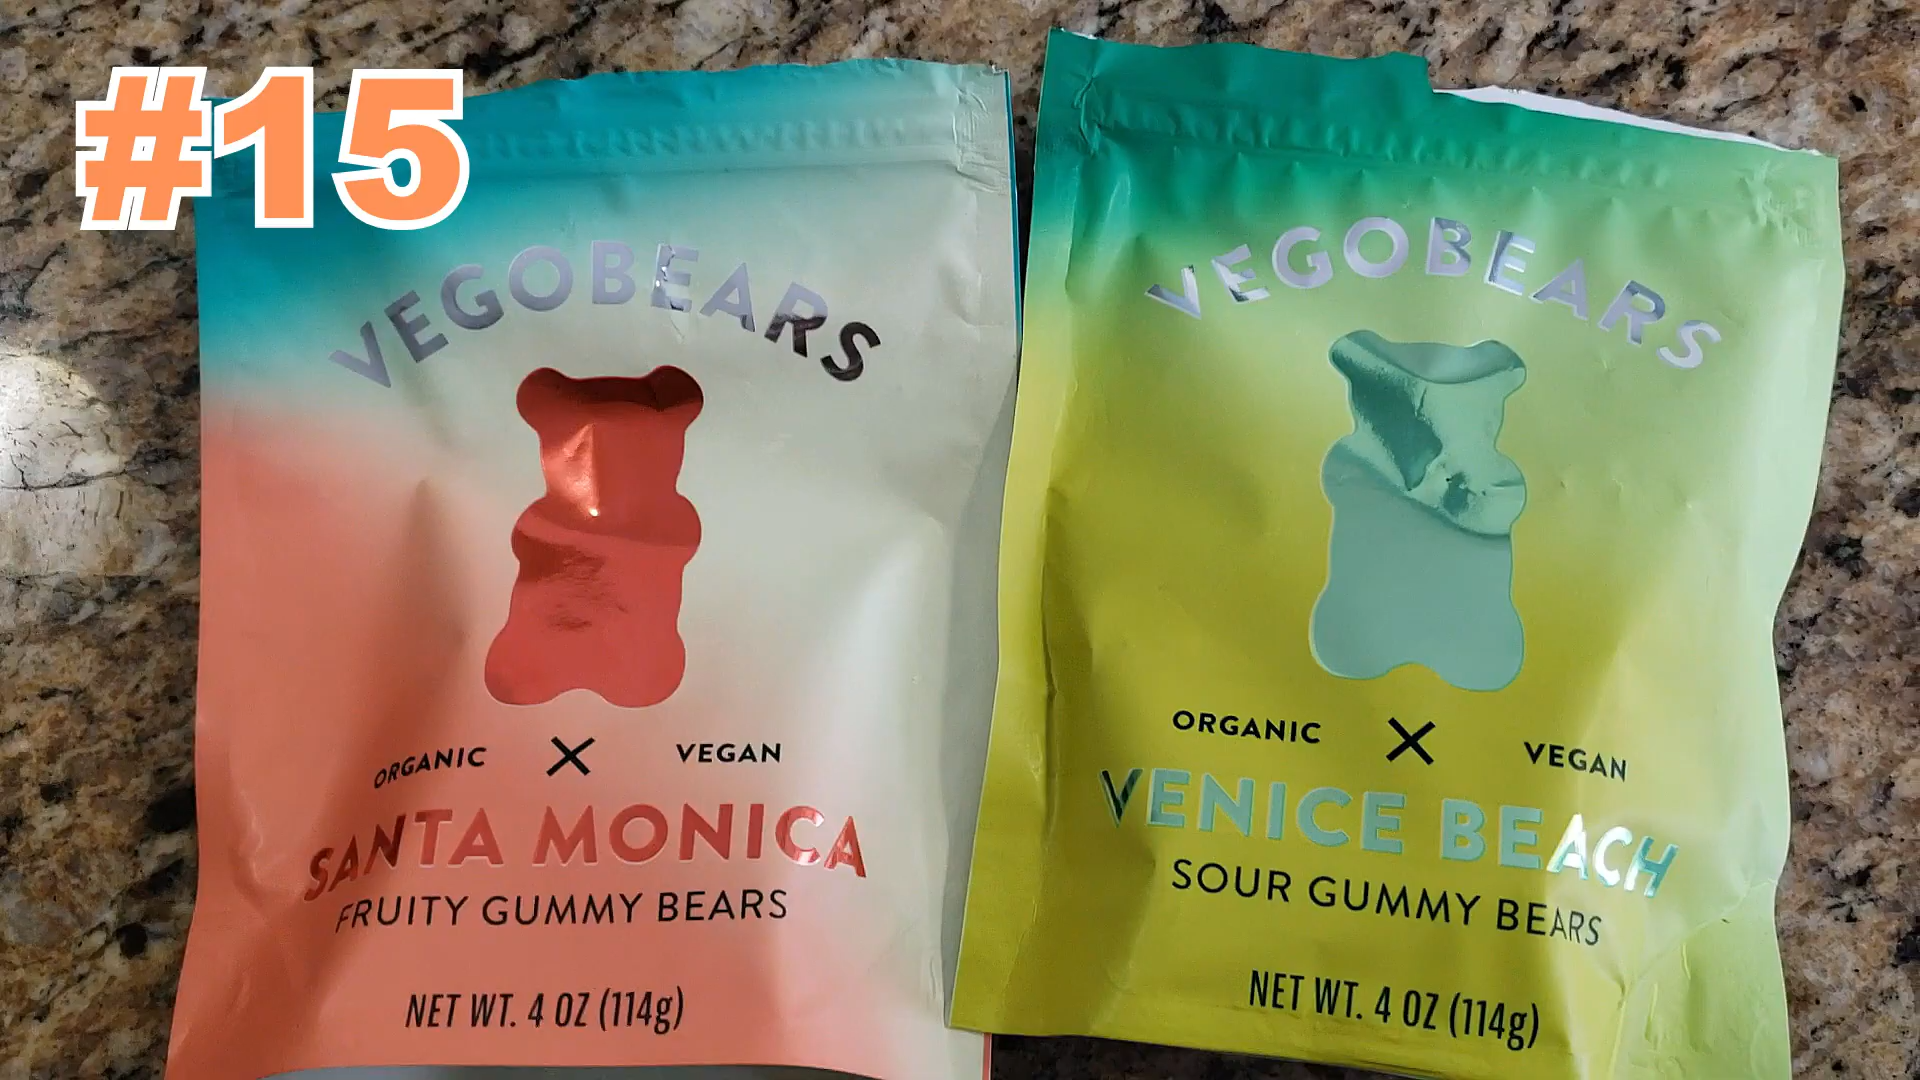 #15
VEGOBEARS
ORGANIC X VEGAN
SANTA MONICA
FRUITY GUMMY BEARS
NET WT. 4 OZ (114g)
VEGOBEARS
ORGANIC X VEGAN
VENICE BEACH
SOUR GUMMY BEARS
NET WT. 4 OZ (114g)